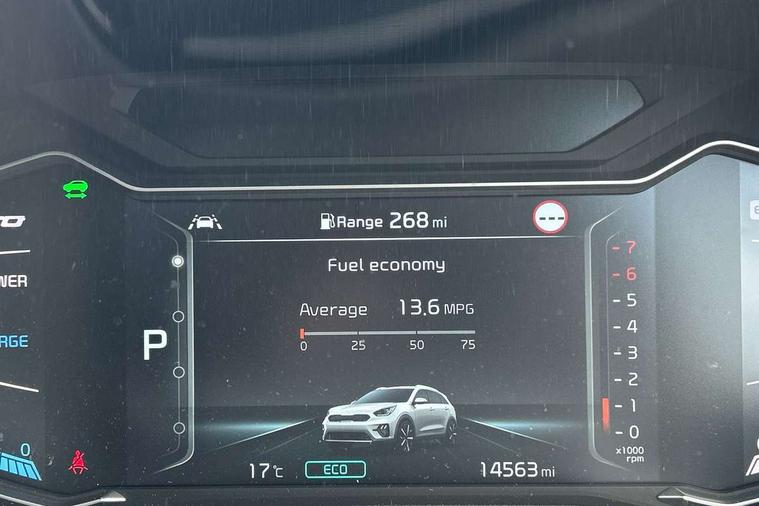 Range 268 mi
Fuel economy
Average 13.6 MPG
0 25 50 75
P
7
6
5
4
3
2
1
0
x1000
rpm
0
17°C ECO 14563 mi